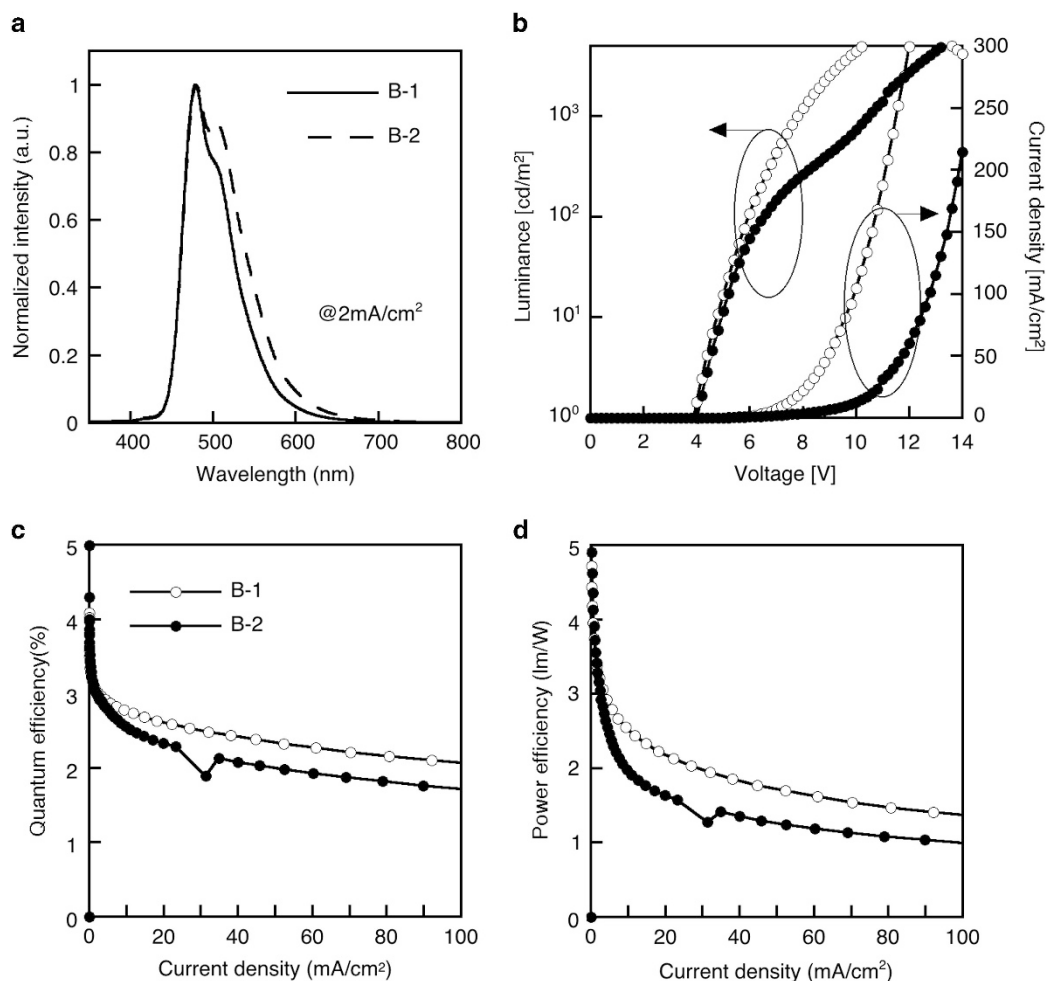 a
Normalized intensity (a.u.)
1
0.8
0.6
0.4
0.2
0
B-1
B-2
@2mA/cm²
400 500 600 700 800
Wavelength (nm)
b
Luminance [cd/m²]
10³
10²
10¹
10⁰
300
250
200
150
100
50
0
Current density [mA/cm²]
0 2 4 6 8 10 12 14
Voltage [V]
c
Quantum efficiency(%)
5
4
3
2
1
0
B-1
B-2
0 20 40 60 80 100
Current density (mA/cm²)
d
Power efficiency (lm/W)
5
4
3
2
1
0
0 20 40 60 80 100
Current density (mA/cm²)